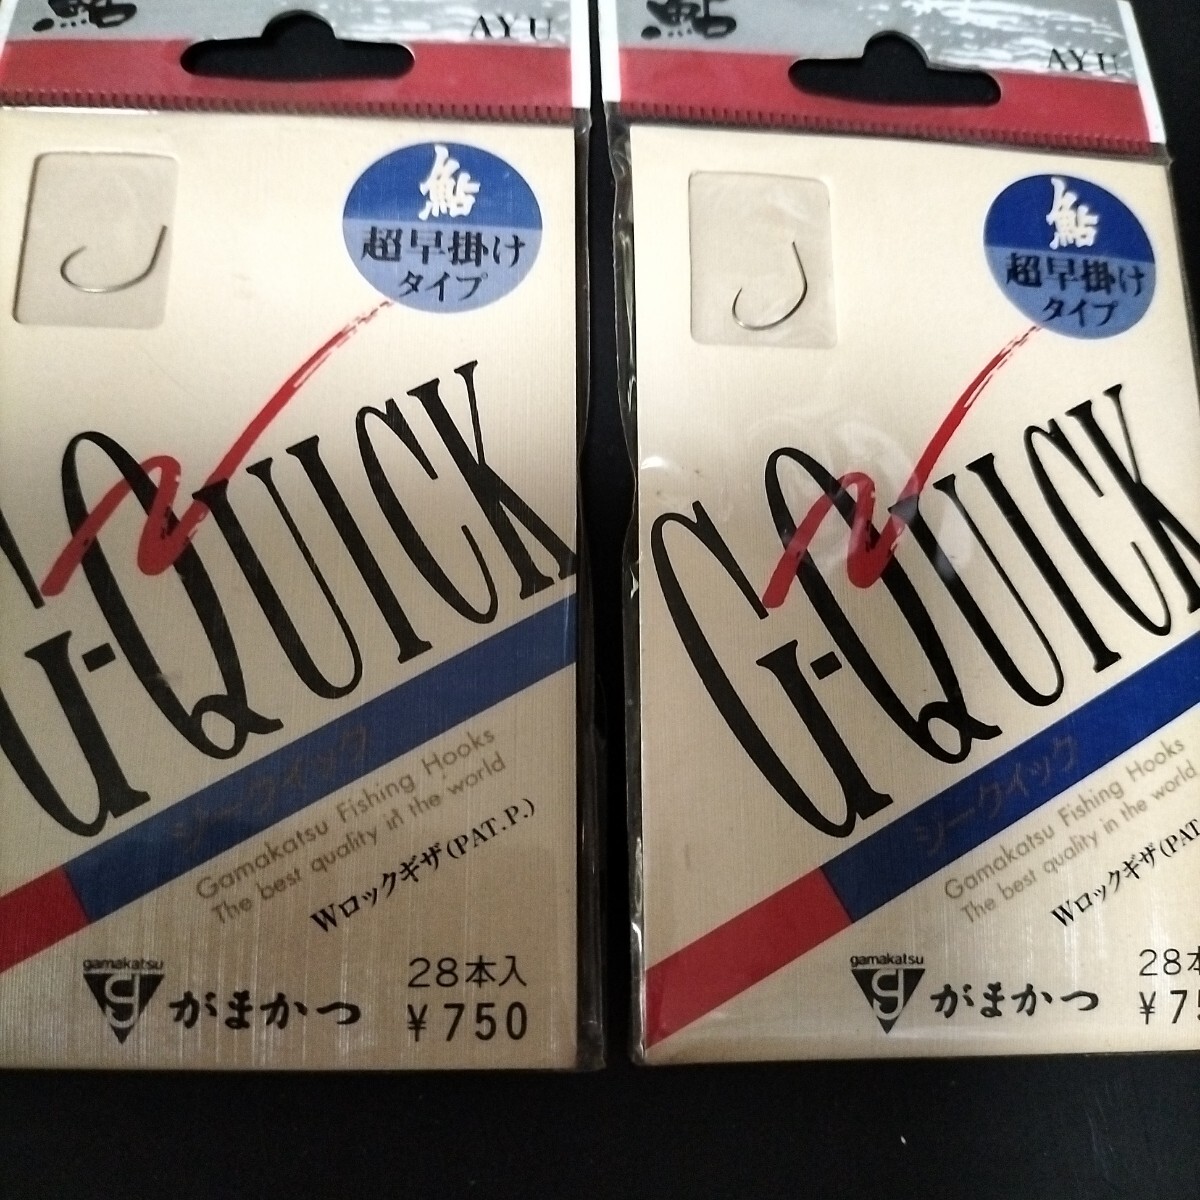 鮎
AYU
鮎
超早掛け
タイプ
G-QUICK
ジークイック
Gamakatsu Fishing Hooks
The best quality in the world
Wロックギザ(PAT.P.)
gamakatsu
がまかつ
28本入
¥750
鮎
AYU
鮎
超早掛け
タイプ
G-QUICK
ジークイック
Gamakatsu Fishing Hooks
The best quality in the world
Wロックギザ(PAT
gamakatsu
がまかつ
28本
¥75